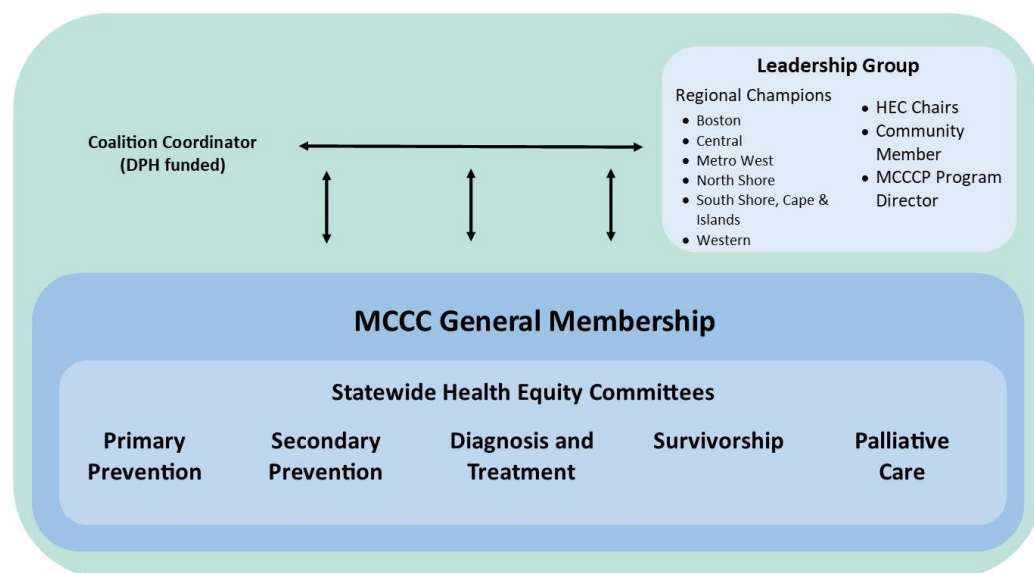 Leadership Group
Regional Champions
• Boston
• Central
• Metro West
• North Shore
• South Shore, Cape &
Islands
• Western
• HEC Chairs
• Community
Member
• MCCCP Program
Director
Coalition Coordinator
(DPH funded)
MCCC General Membership
Statewide Health Equity Committees
Primary
Prevention
Secondary
Prevention
Diagnosis and
Treatment
Survivorship
Palliative
Care